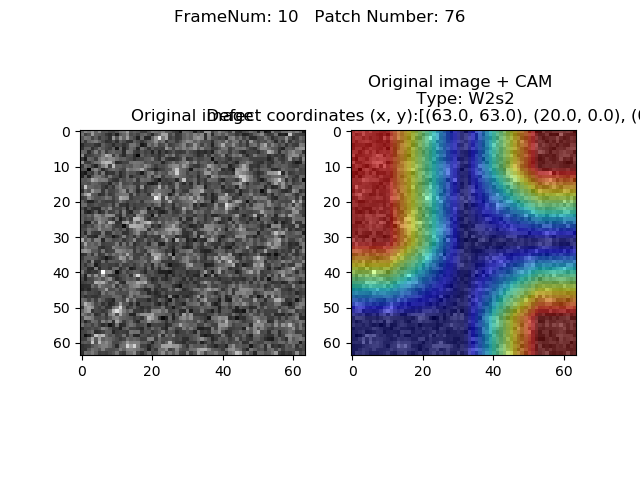 FrameNum: 10   Patch Number: 76
Original image + CAM
Type: W2s2
Original image
Defect coordinates (x, y):[(63.0, 63.0), (20.0, 0.0), (
0
10
20
30
40
50
60
0 20 40 60
0
10
20
30
40
50
60
0 20 40 60